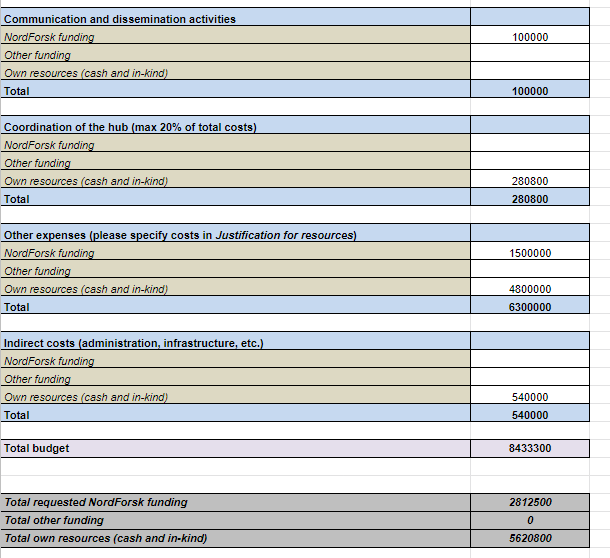 Communication and dissemination activities
NordForsk funding 100000
Other funding
Own resources (cash and in-kind)
Total 100000
Coordination of the hub (max 20% of total costs)
NordForsk funding
Other funding
Own resources (cash and in-kind) 280800
Total 280800
Other expenses (please specify costs in Justification for resources)
NordForsk funding 1500000
Other funding
Own resources (cash and in-kind) 4800000
Total 6300000
Indirect costs (administration, infrastructure, etc.)
NordForsk funding
Other funding
Own resources (cash and in-kind) 540000
Total 540000
Total budget 8433300
Total requested NordForsk funding 2812500
Total other funding 0
Total own resources (cash and in-kind) 5620800